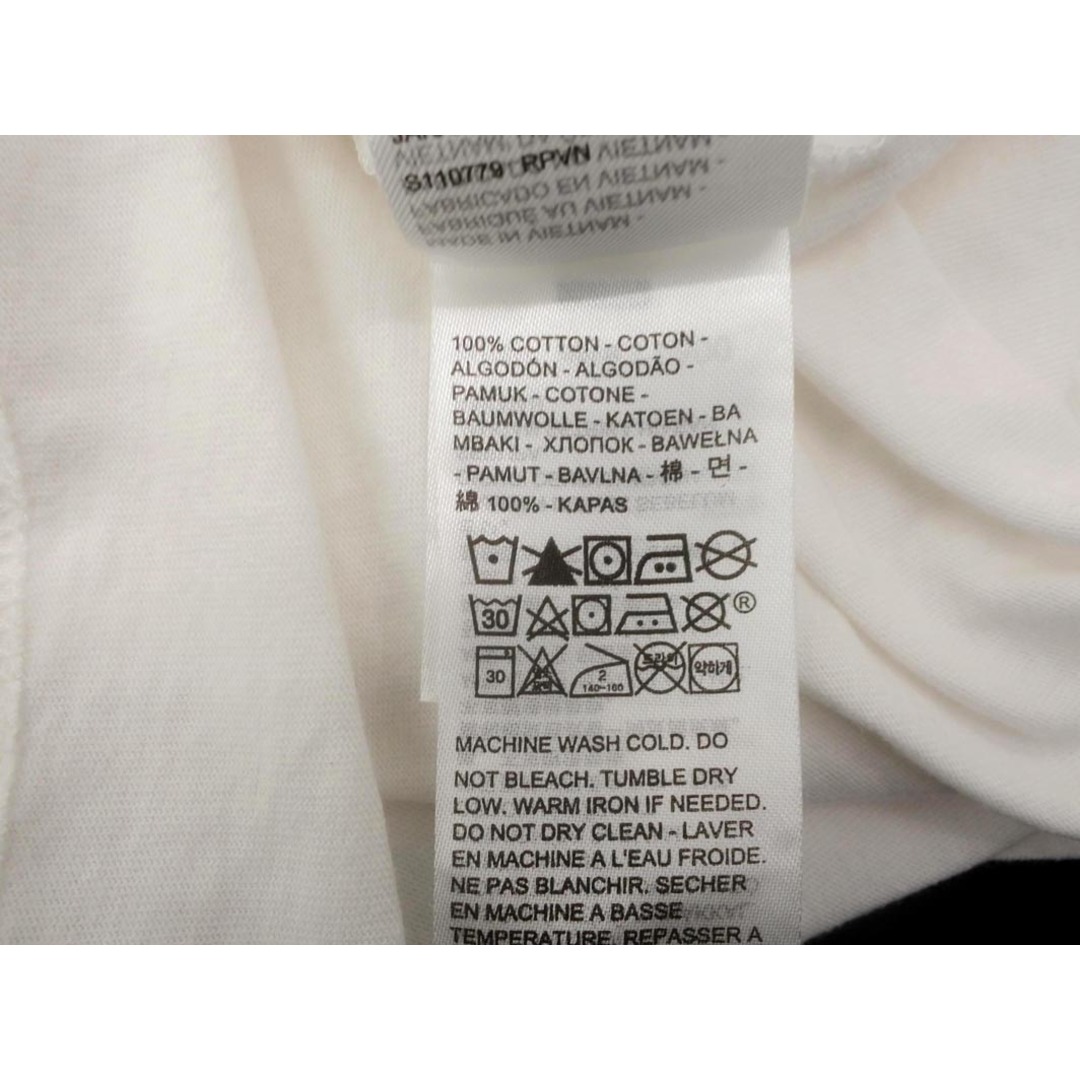 S110779 RPVN
100% COTTON - COTON -
ALGODÓN - ALGODÃO -
PAMUK - COTONE -
BAUMWOLLE - KATOEN - BA
MBAKI - ХЛОПОК - BAWEŁNA
- PAMUT - BAVLNA - 棉 - 면 -
綿 100% - KAPAS
30 ®
30 2 140~160 드라이 약하게
MACHINE WASH COLD. DO
NOT BLEACH. TUMBLE DRY
LOW. WARM IRON IF NEEDED.
DO NOT DRY CLEAN - LAVER
EN MACHINE A L'EAU FROIDE.
NE PAS BLANCHIR. SECHER
EN MACHINE A BASSE
TEMPERATURE. REPASSER A